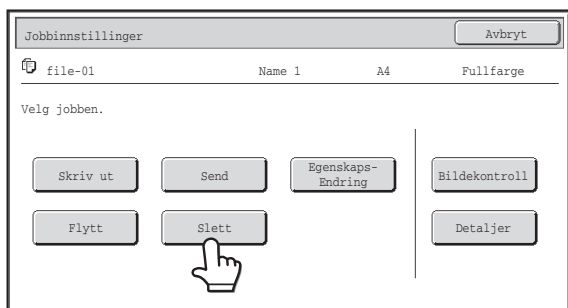 Jobbinnstillinger Avbryt
file-01 Name 1 A4 Fullfarge
Velg jobben.
Skriv ut Send Egenskaps-
Endring Bildekontroll
Flytt Slett Detaljer